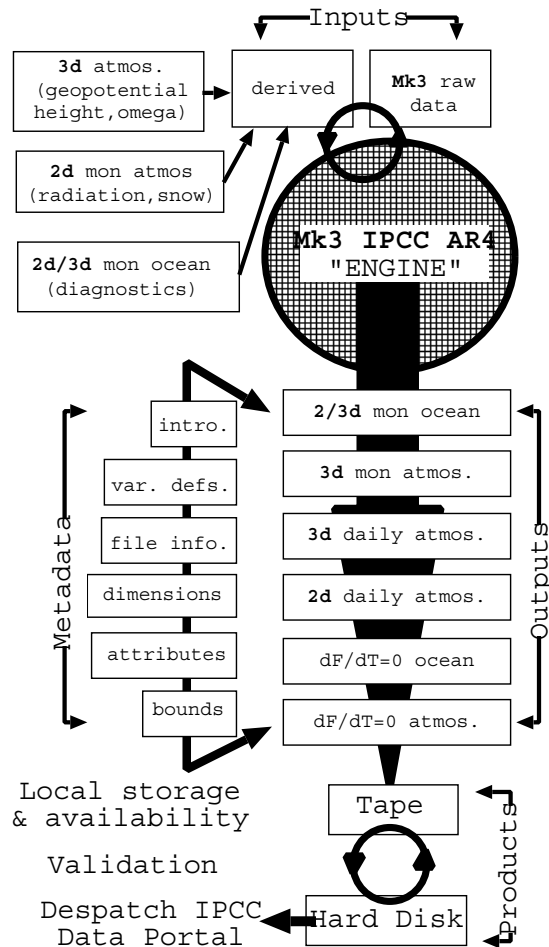 Inputs
3d atmos.
(geopotential
height,omega)
derived
Mk3 raw
data
2d mon atmos
(radiation,snow)
2d/3d mon ocean
(diagnostics)
Mk3 IPCC AR4
"ENGINE"
Metadata
intro.
var. defs.
file info.
dimensions
attributes
bounds
2/3d mon ocean
3d mon atmos.
3d daily atmos.
2d daily atmos.
dF/dT=0 ocean
dF/dT=0 atmos.
Outputs
Local storage
& availability
Validation
Despatch IPCC
Data Portal
Tape
Hard Disk
Products